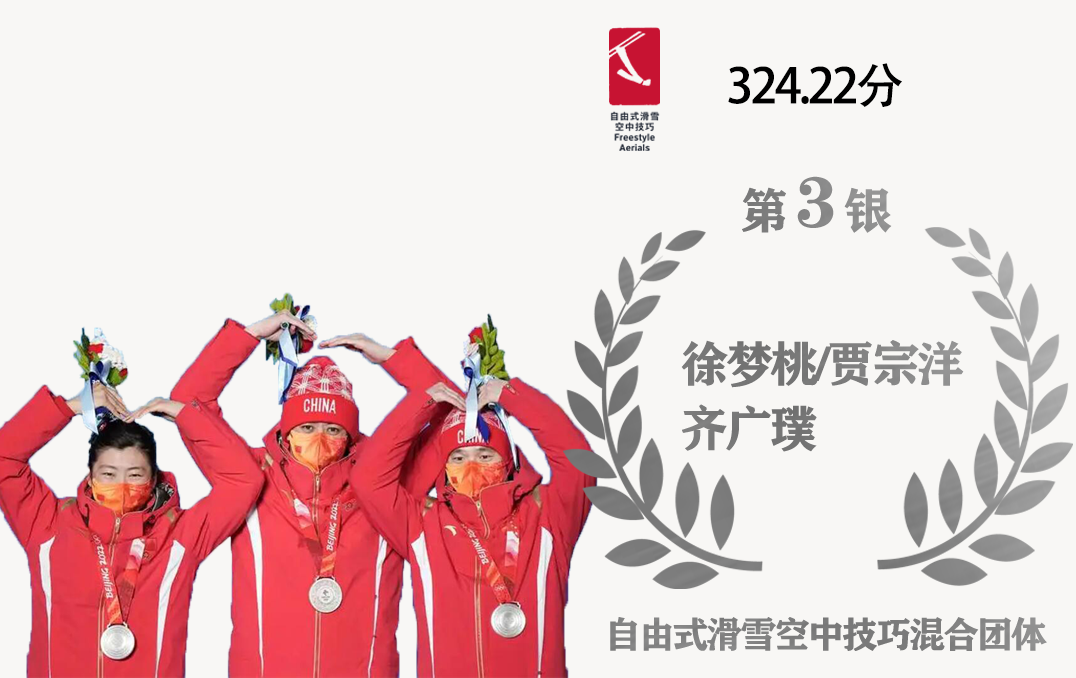 324.22分
自由式滑雪
空中技巧
Freestyle
Aerials
第3银
徐梦桃/贾宗洋
齐广璞
CHINA
CHINA
BEIJING 2022
BEIJING 2022
BEIJING 2022
自由式滑雪空中技巧混合团体